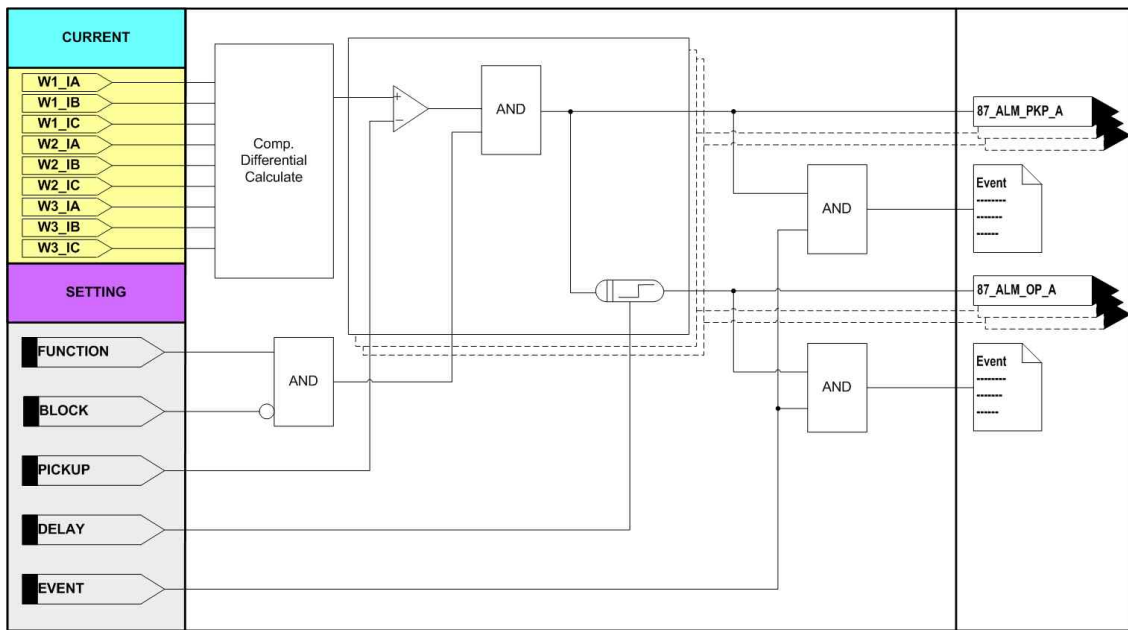 CURRENT
W1_IA
W1_IB
W1_IC
W2_IA
W2_IB
W2_IC
W3_IA
W3_IB
W3_IC
SETTING
FUNCTION
BLOCK
PICKUP
DELAY
EVENT
Comp.
Differential
Calculate
+
−
AND
AND
AND
AND
87_ALM_PKP_A
Event
--------
-------
------
87_ALM_OP_A
Event
--------
-------
------